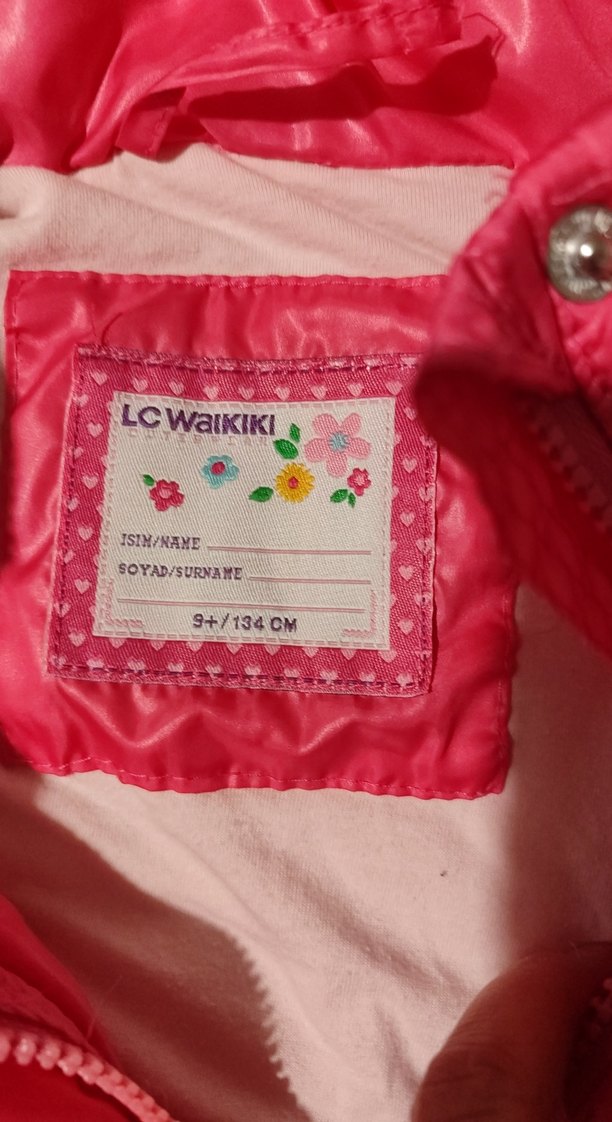 LC WAIKIKI
ISIM/NAME
SOYAD/SURNAME
9+/134 CM